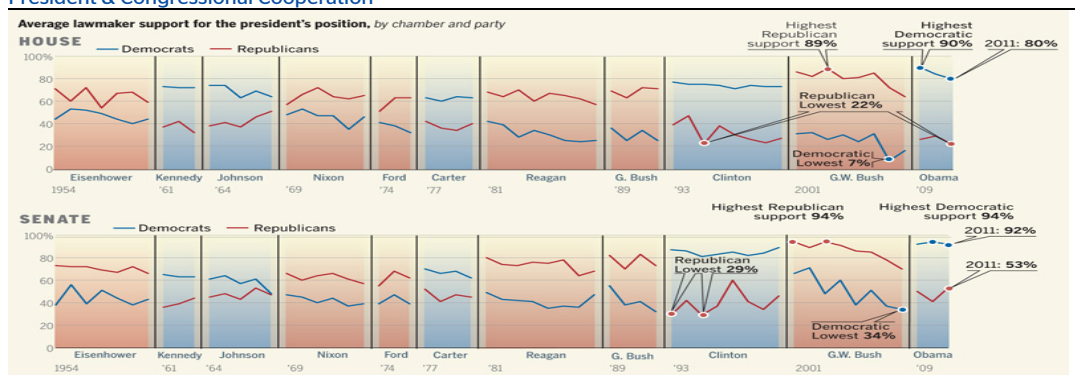 President & Congressional Cooperation
Average lawmaker support for the president's position, by chamber and party
HOUSE
Democrats Republicans
Highest Republican support 89%
Highest Democratic support 90%
2011: 80%
100%
80
60
40
20
0
Republican Lowest 22%
Democratic Lowest 7%
Eisenhower Kennedy Johnson Nixon Ford Carter Reagan G. Bush Clinton G.W. Bush Obama
1954 '61 '64 '69 '74 '77 '81 '89 '93 2001 '09
SENATE
Democrats Republicans
Highest Republican support 94%
Highest Democratic support 94%
2011: 92%
100%
80
60
40
20
0
Republican Lowest 29%
2011: 53%
Democratic Lowest 34%
Eisenhower Kennedy Johnson Nixon Ford Carter Reagan G. Bush Clinton G.W. Bush Obama
1954 '61 '64 '69 '74 '77 '81 '89 '93 2001 '09